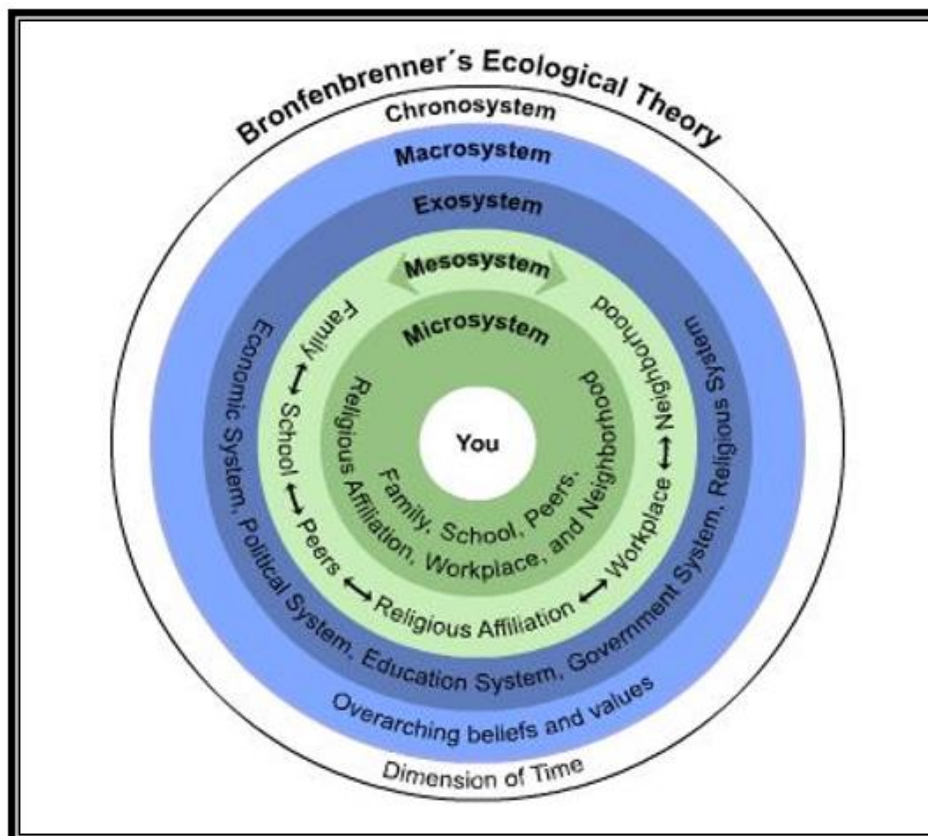 Bronfenbrenner´s Ecological Theory
Chronosystem
Macrosystem
Exosystem
Mesosystem
Family ↔ School ↔ Peers ↔ Religious Affiliation ↔ Workplace ↔ Neighborhood
Microsystem
You
Family, School, Peers,
Religious Affiliation, Workplace, and Neighborhood
Economic System, Political System, Education System, Government System, Religious System
Overarching beliefs and values
Dimension of Time